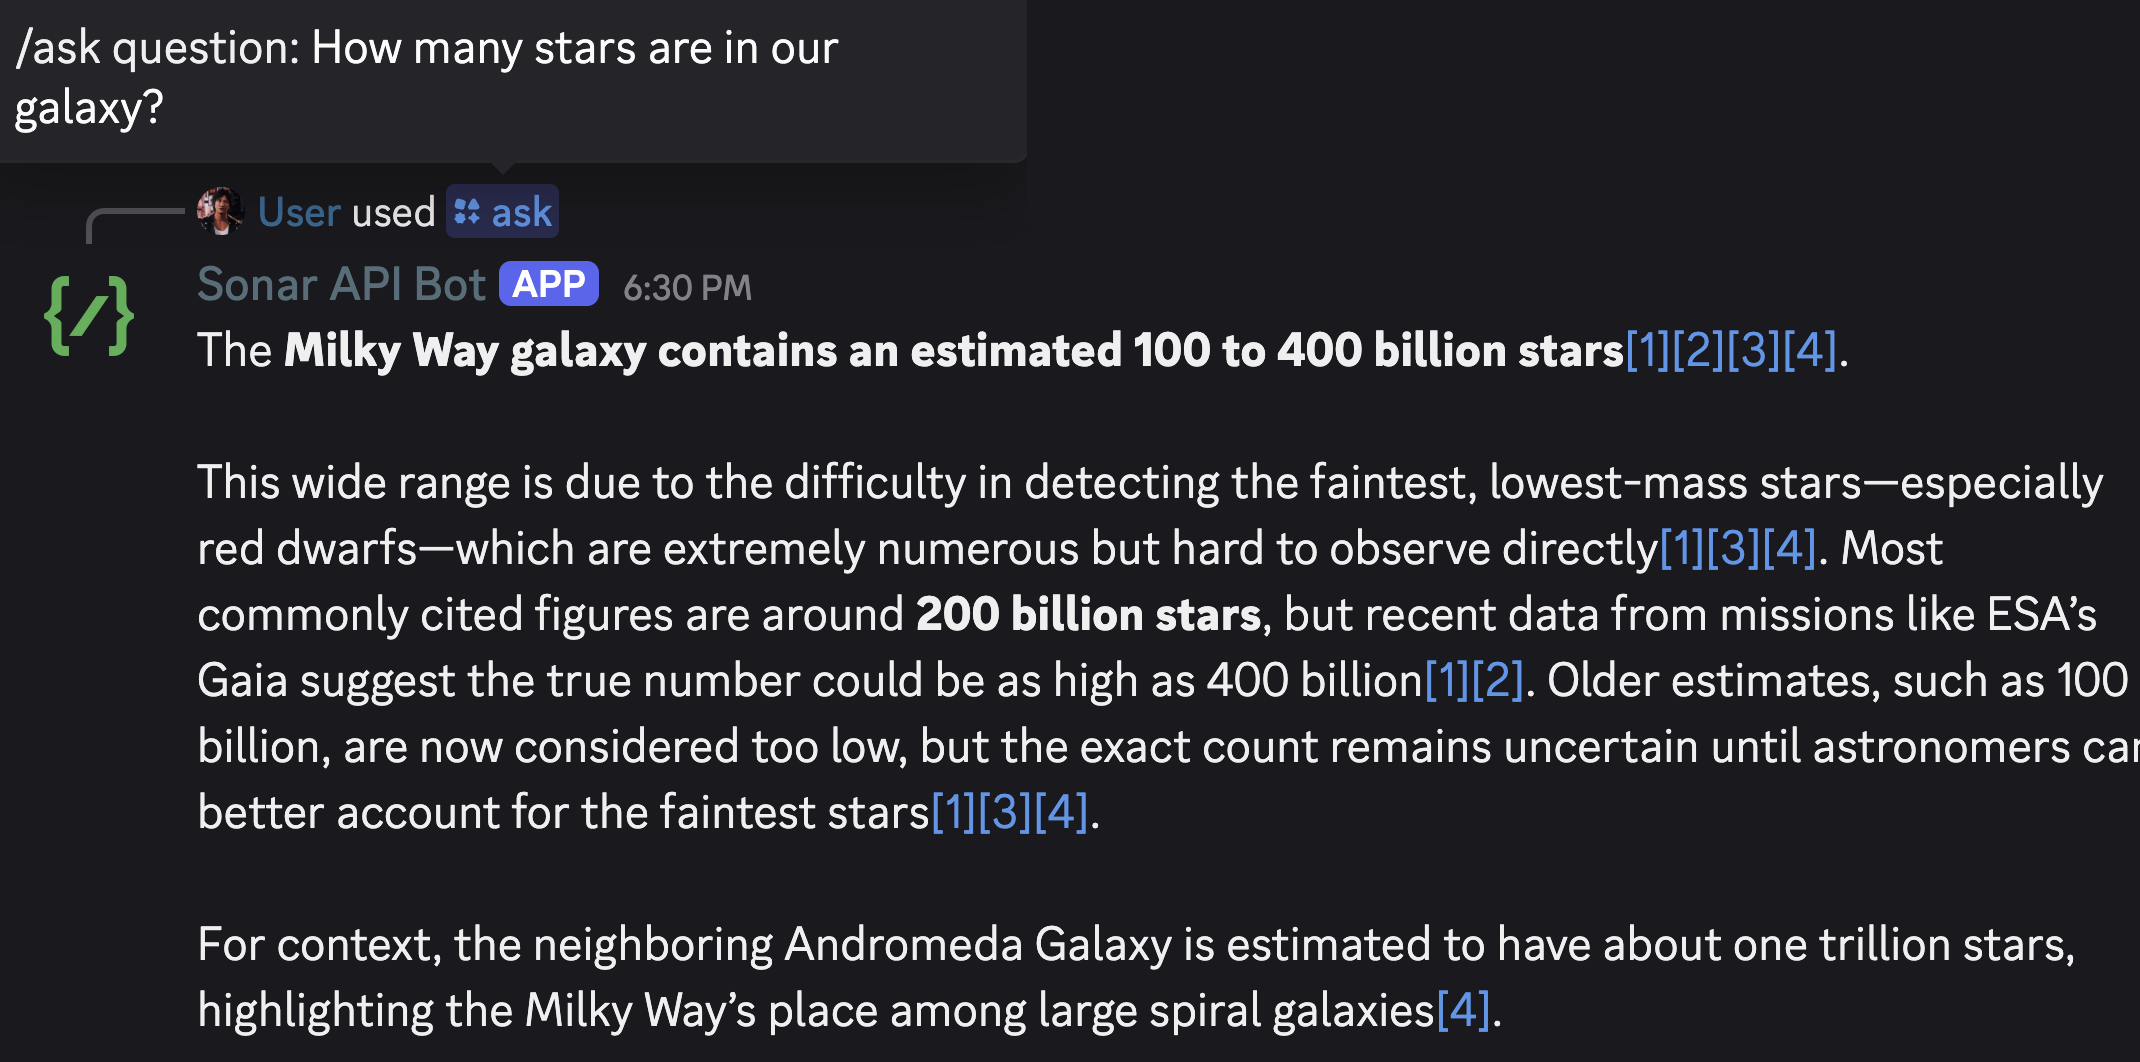 /ask question: How many stars are in our
galaxy?
User used ask
Sonar API Bot APP 6:30 PM
The Milky Way galaxy contains an estimated 100 to 400 billion stars[1][2][3][4].
This wide range is due to the difficulty in detecting the faintest, lowest-mass stars—especially
red dwarfs—which are extremely numerous but hard to observe directly[1][3][4]. Most
commonly cited figures are around 200 billion stars, but recent data from missions like ESA’s
Gaia suggest the true number could be as high as 400 billion[1][2]. Older estimates, such as 100
billion, are now considered too low, but the exact count remains uncertain until astronomers can
better account for the faintest stars[1][3][4].
For context, the neighboring Andromeda Galaxy is estimated to have about one trillion stars,
highlighting the Milky Way’s place among large spiral galaxies[4].